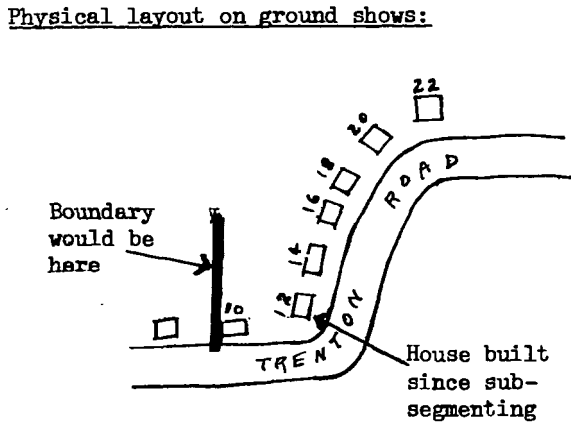 Physical layout on ground shows:
22
20
18
16
14
12
10
Boundary
would be
here
TRENTON ROAD
House built
since sub-
segmenting